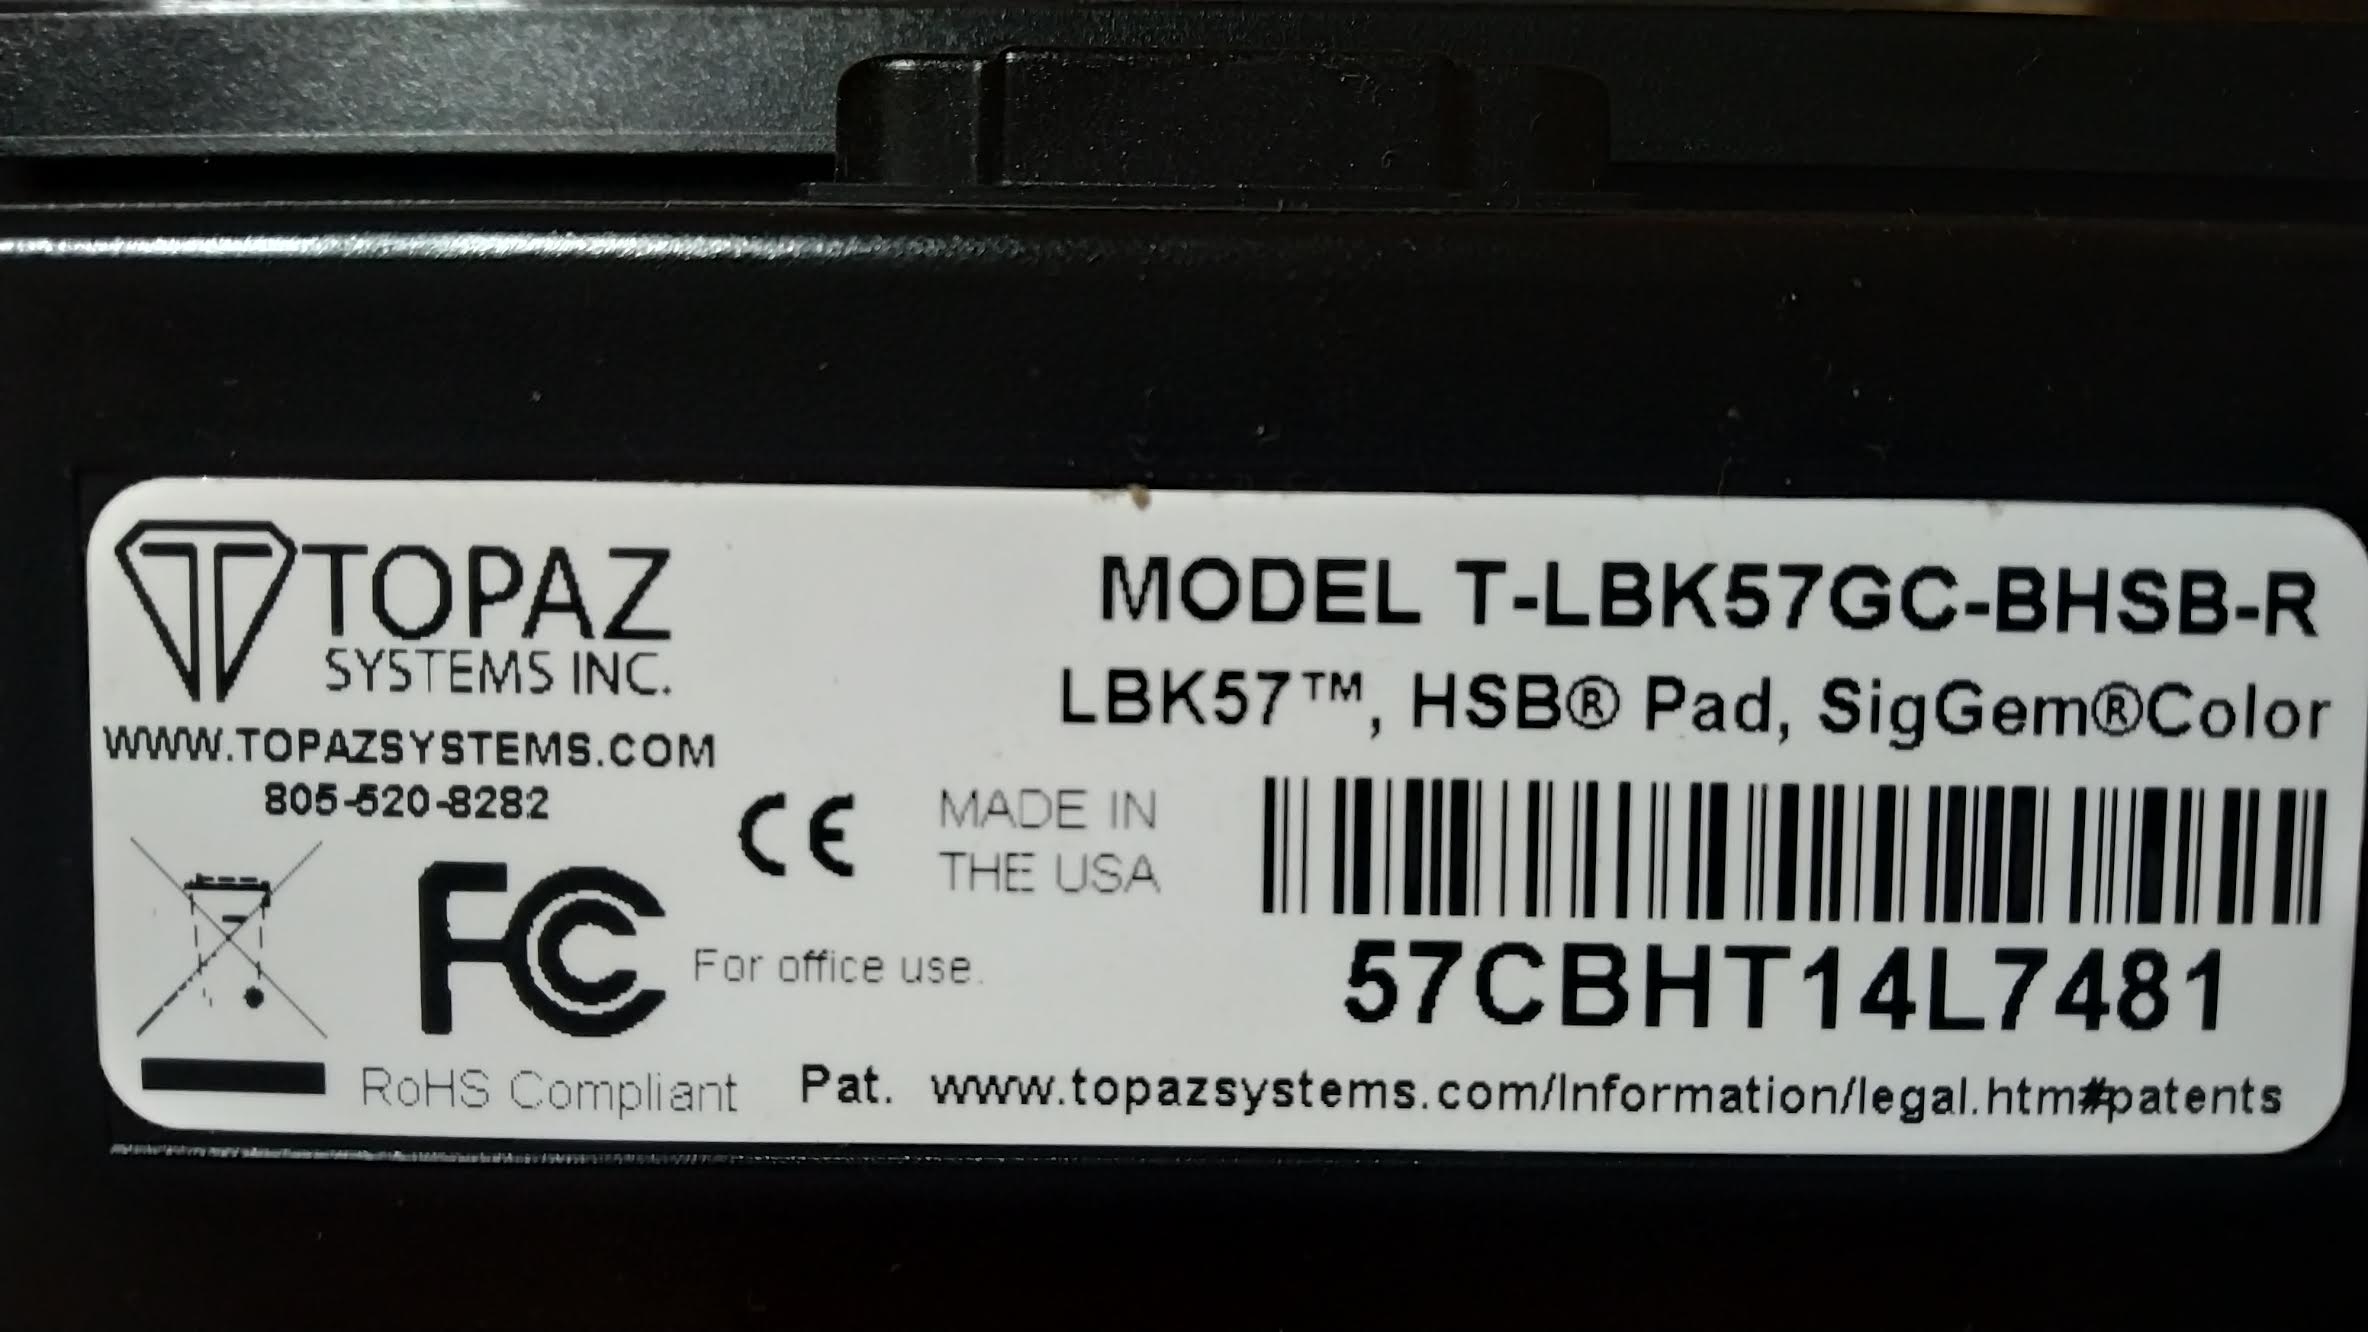 TOPAZ
SYSTEMS INC.
WWW.TOPAZSYSTEMS.COM
805-520-8282
MODEL T-LBK57GC-BHSB-R
LBK57™, HSB® Pad, SigGem®Color
CE
MADE IN
THE USA
FC
For office use.
57CBHT14L7481
RoHS Compliant
Pat. www.topazsystems.com/Information/legal.htm#patents